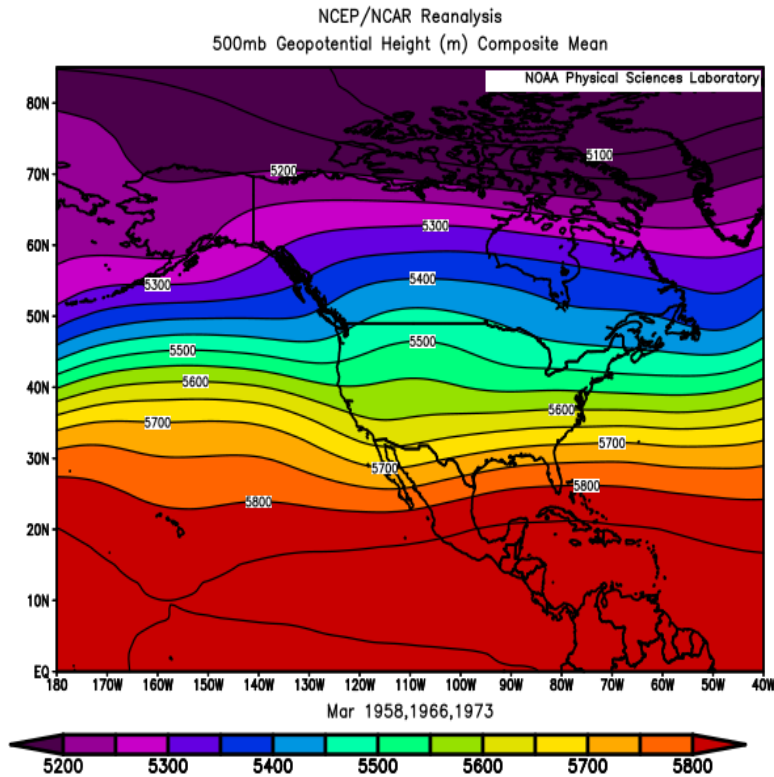 NCEP/NCAR Reanalysis
500mb Geopotential Height (m) Composite Mean
NOAA Physical Sciences Laboratory
80N
5100
70N
5200
60N
5300
5300
5400
50N
5500
5500
40N
5600
5600
5700
5700
30N
5700
5800
5800
20N
10N
EQ
180 170W 160W 150W 140W 130W 120W 110W 100W 90W 80W 70W 60W 50W 40W
Mar 1958,1966,1973
5200 5300 5400 5500 5600 5700 5800